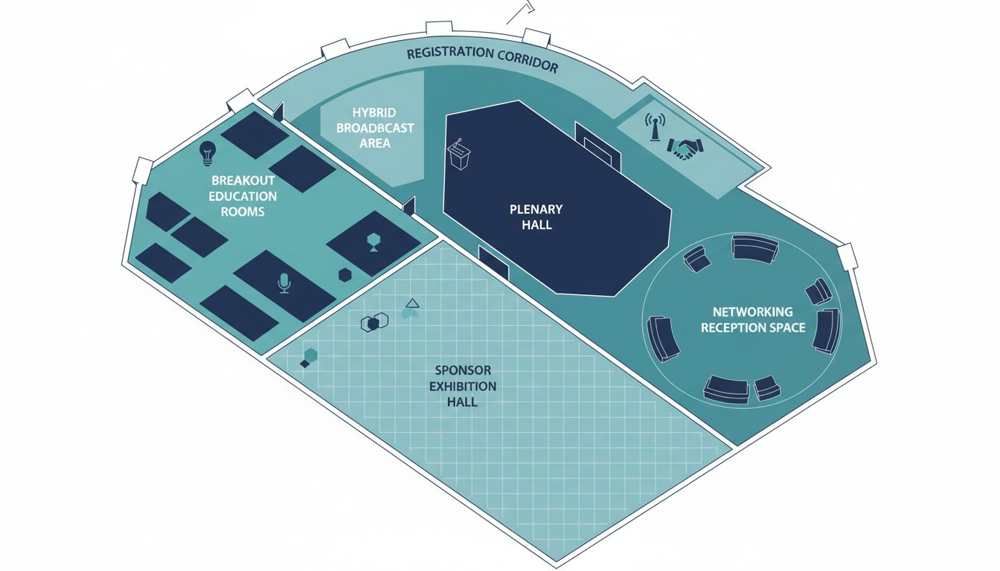 REGISTRATION CORRIDOR
HYBRID
BROADBCAST
AREA
BREAKOUT
EDUCATION
ROOMS
PLENARY
HALL
NETWORKING
RECEPTION SPACE
SPONSOR
EXHIBITION
HALL